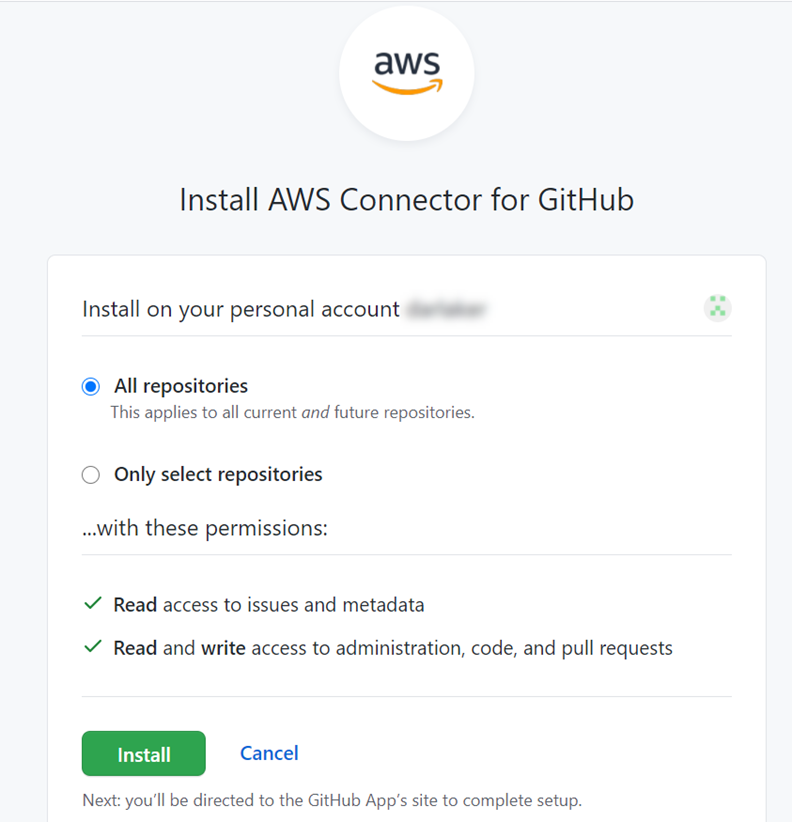 aws
Install AWS Connector for GitHub
Install on your personal account
All repositories
This applies to all current and future repositories.
Only select repositories
...with these permissions:
Read access to issues and metadata
Read and write access to administration, code, and pull requests
Install Cancel
Next: you'll be directed to the GitHub App's site to complete setup.